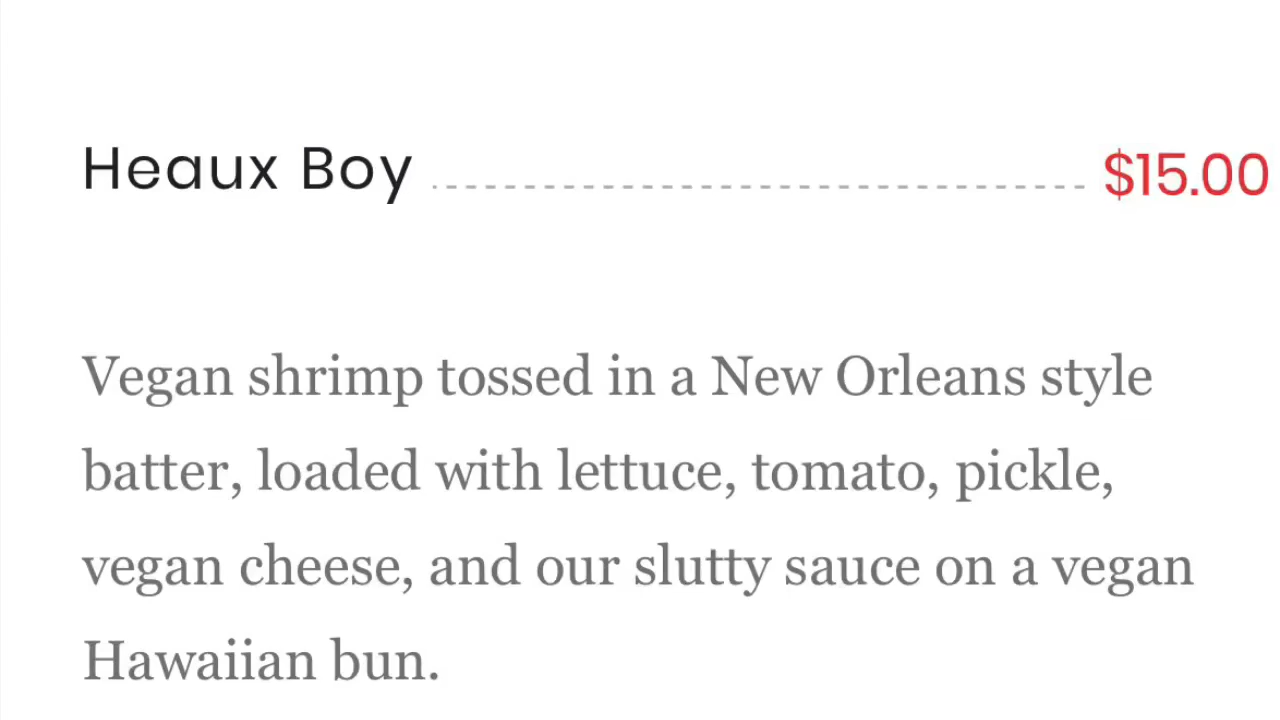 Heaux Boy $15.00
Vegan shrimp tossed in a New Orleans style
batter, loaded with lettuce, tomato, pickle,
vegan cheese, and our slutty sauce on a vegan
Hawaiian bun.